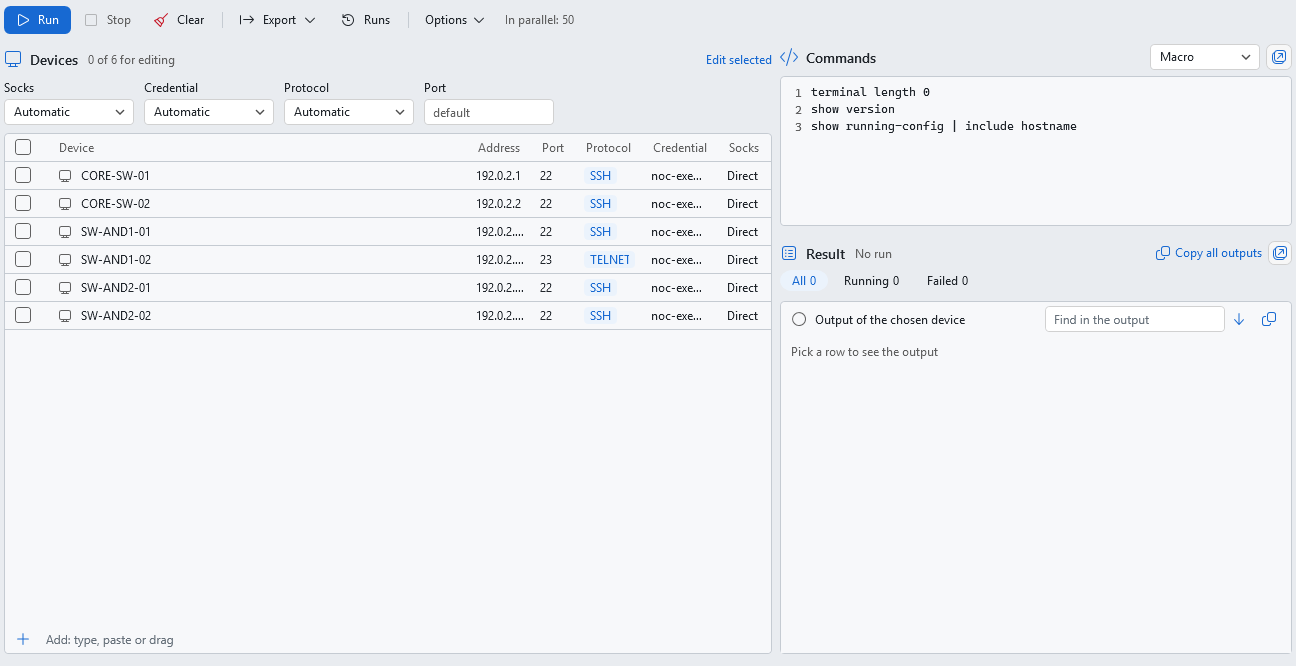 Run Stop Clear Export Runs Options In parallel: 50
Devices 0 of 6 for editing Edit selected
Socks Credential Protocol Port
Automatic Automatic Automatic default
Device Address Port Protocol Credential Socks
CORE-SW-01 192.0.2.1 22 SSH noc-exe... Direct
CORE-SW-02 192.0.2.2 22 SSH noc-exe... Direct
SW-AND1-01 192.0.2.... 22 SSH noc-exe... Direct
SW-AND1-02 192.0.2.... 23 TELNET noc-exe... Direct
SW-AND2-01 192.0.2.... 22 SSH noc-exe... Direct
SW-AND2-02 192.0.2.... 22 SSH noc-exe... Direct
Add: type, paste or drag
Commands Macro
1 terminal length 0
2 show version
3 show running-config | include hostname
Result No run Copy all outputs
All 0 Running 0 Failed 0
Output of the chosen device Find in the output
Pick a row to see the output